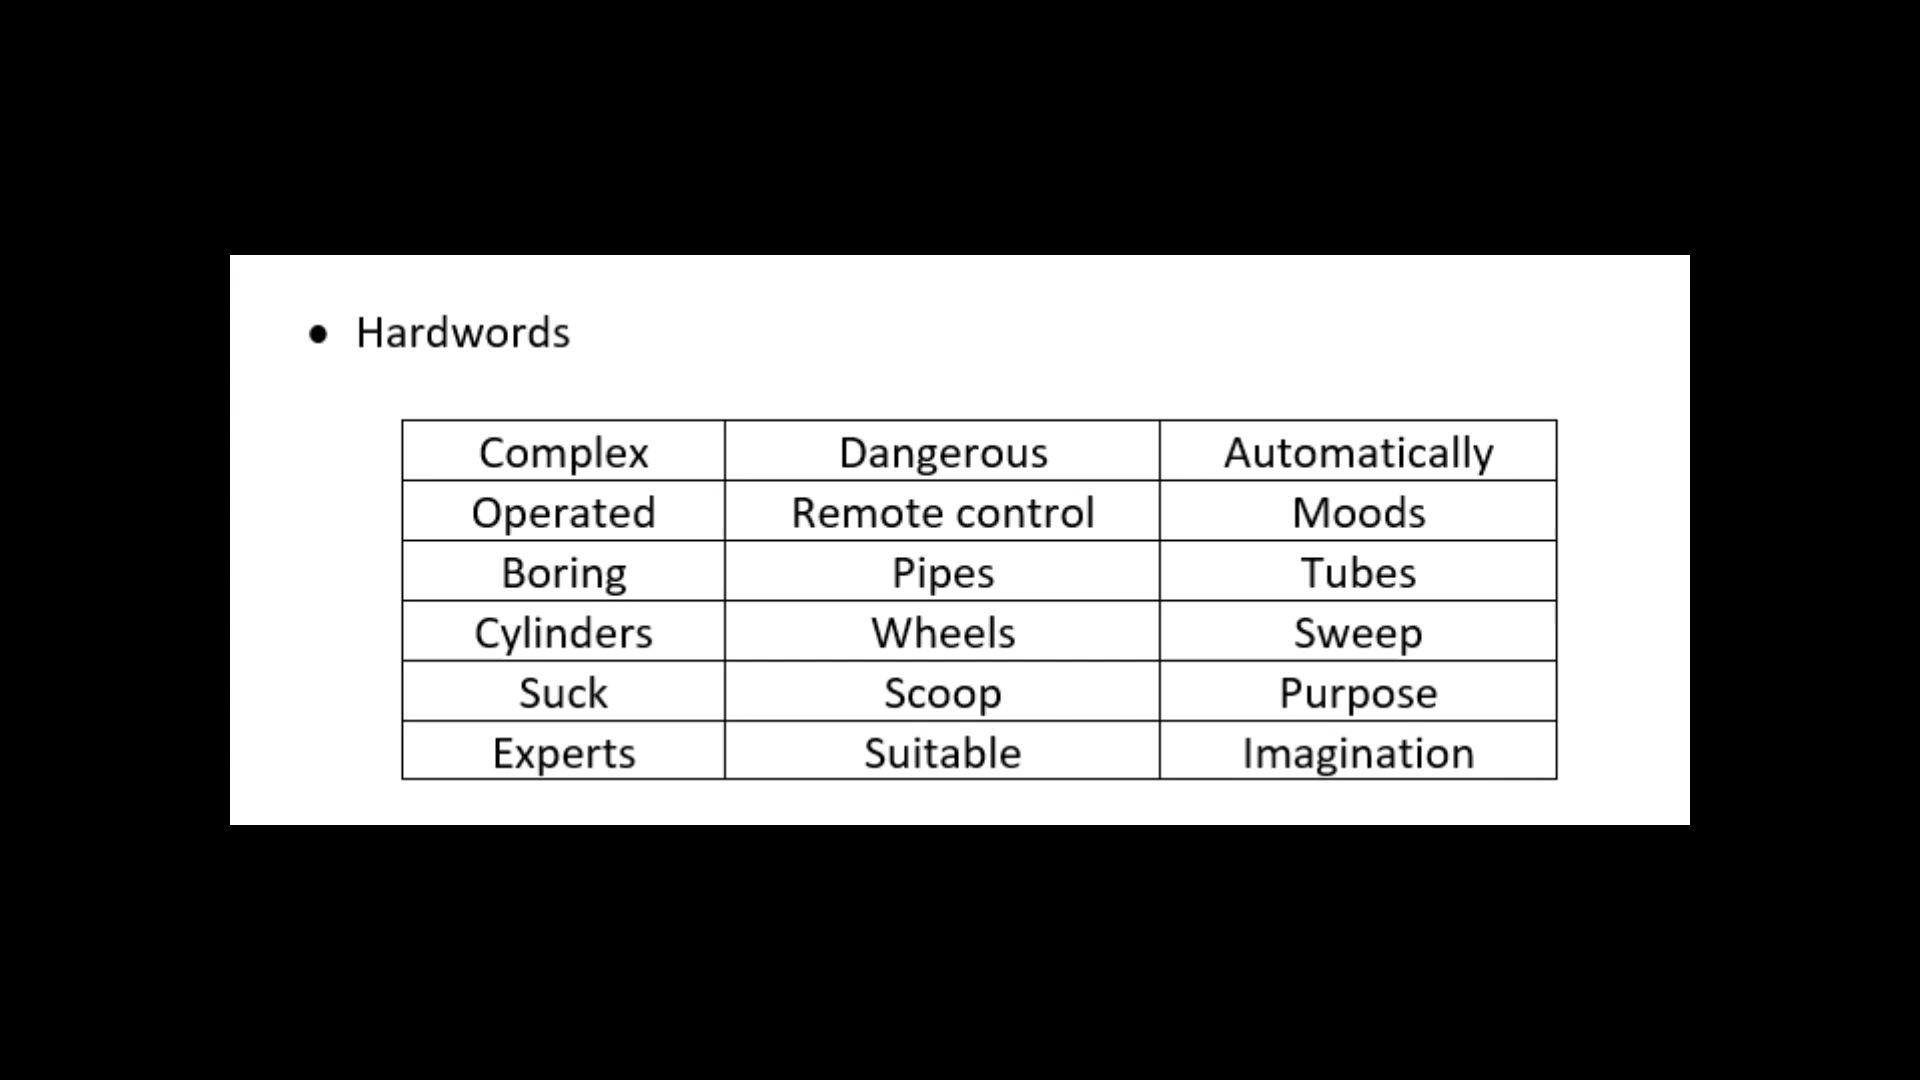 • Hardwords
Complex Dangerous Automatically
Operated Remote control Moods
Boring Pipes Tubes
Cylinders Wheels Sweep
Suck Scoop Purpose
Experts Suitable Imagination